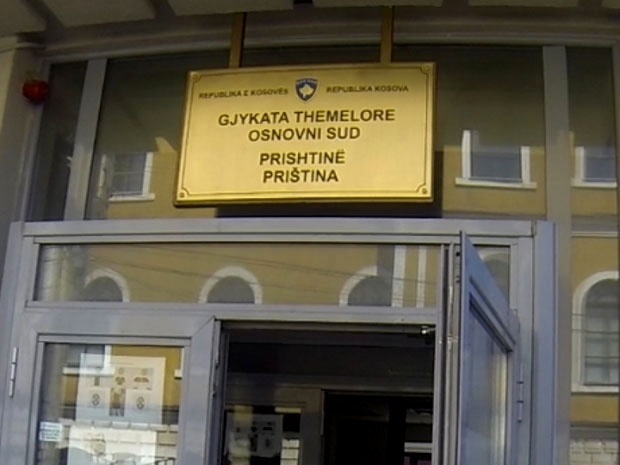 REPUBLIKA E KOSOVËS REPUBLIKA KOSOVA
GJYKATA THEMELORE
OSNOVNI SUD
PRISHTINË
PRIŠTINA